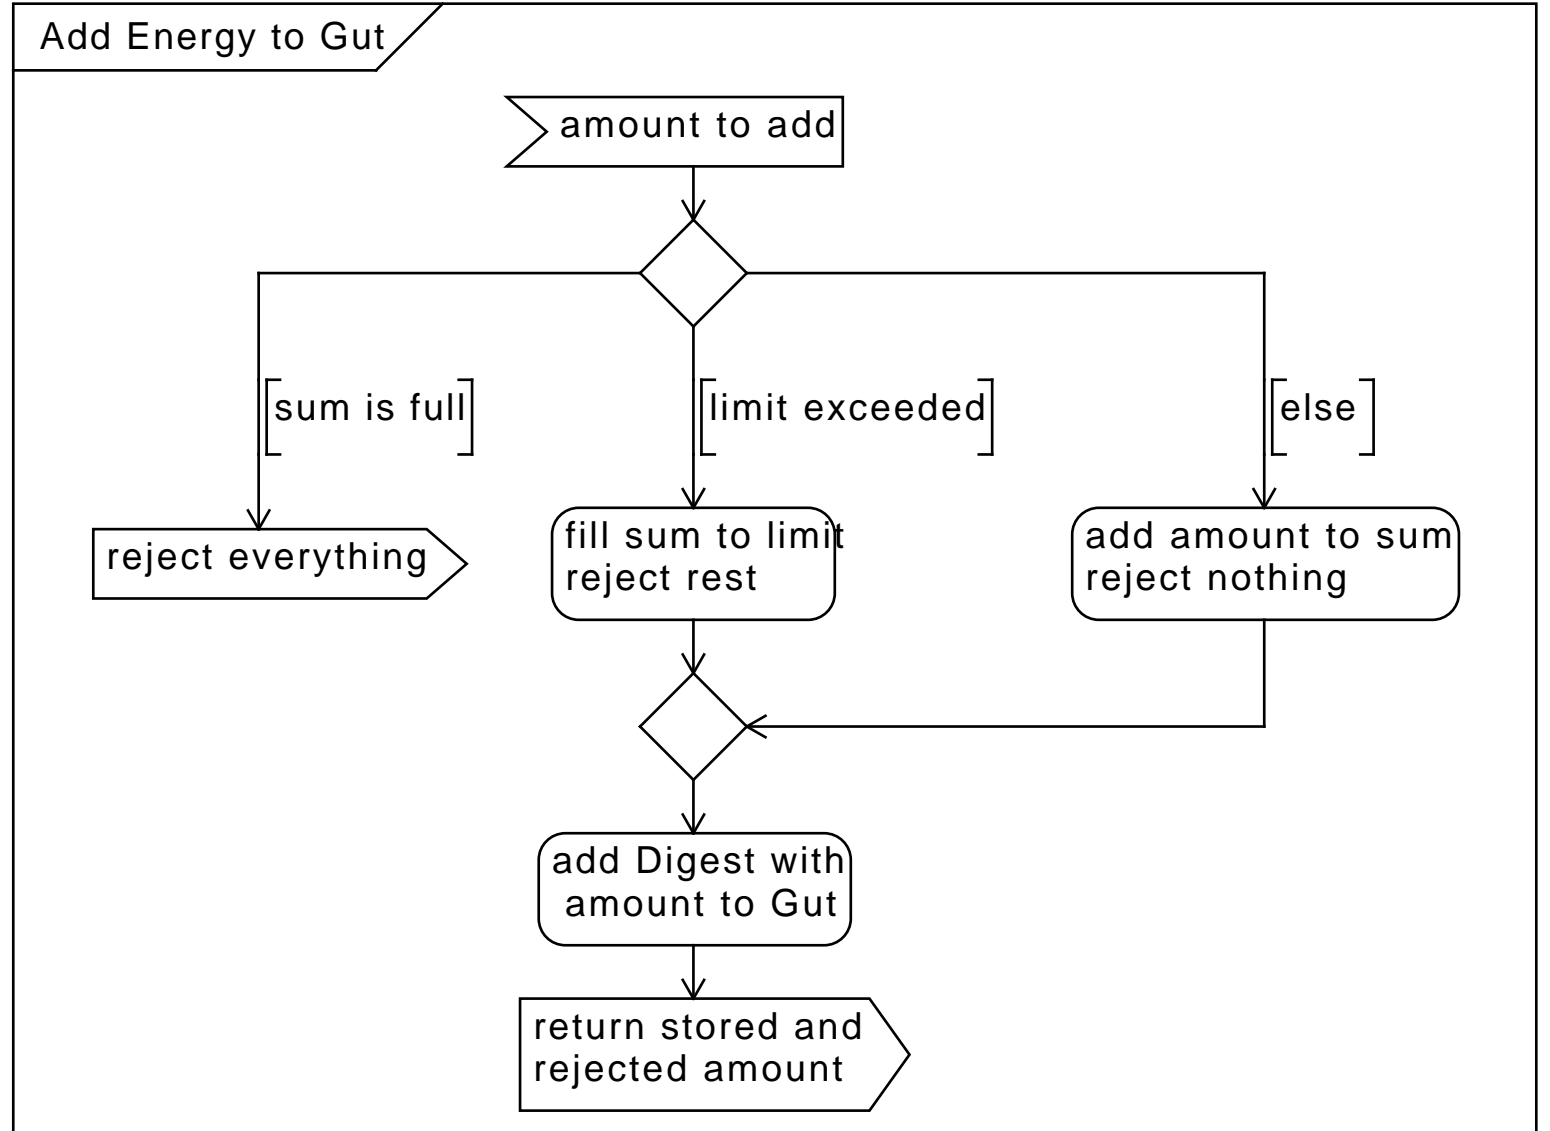 Add Energy to Gut
amount to add
[sum is full]
[limit exceeded]
[else]
reject everything
fill sum to limit
reject rest
add amount to sum
reject nothing
add Digest with
amount to Gut
return stored and
rejected amount